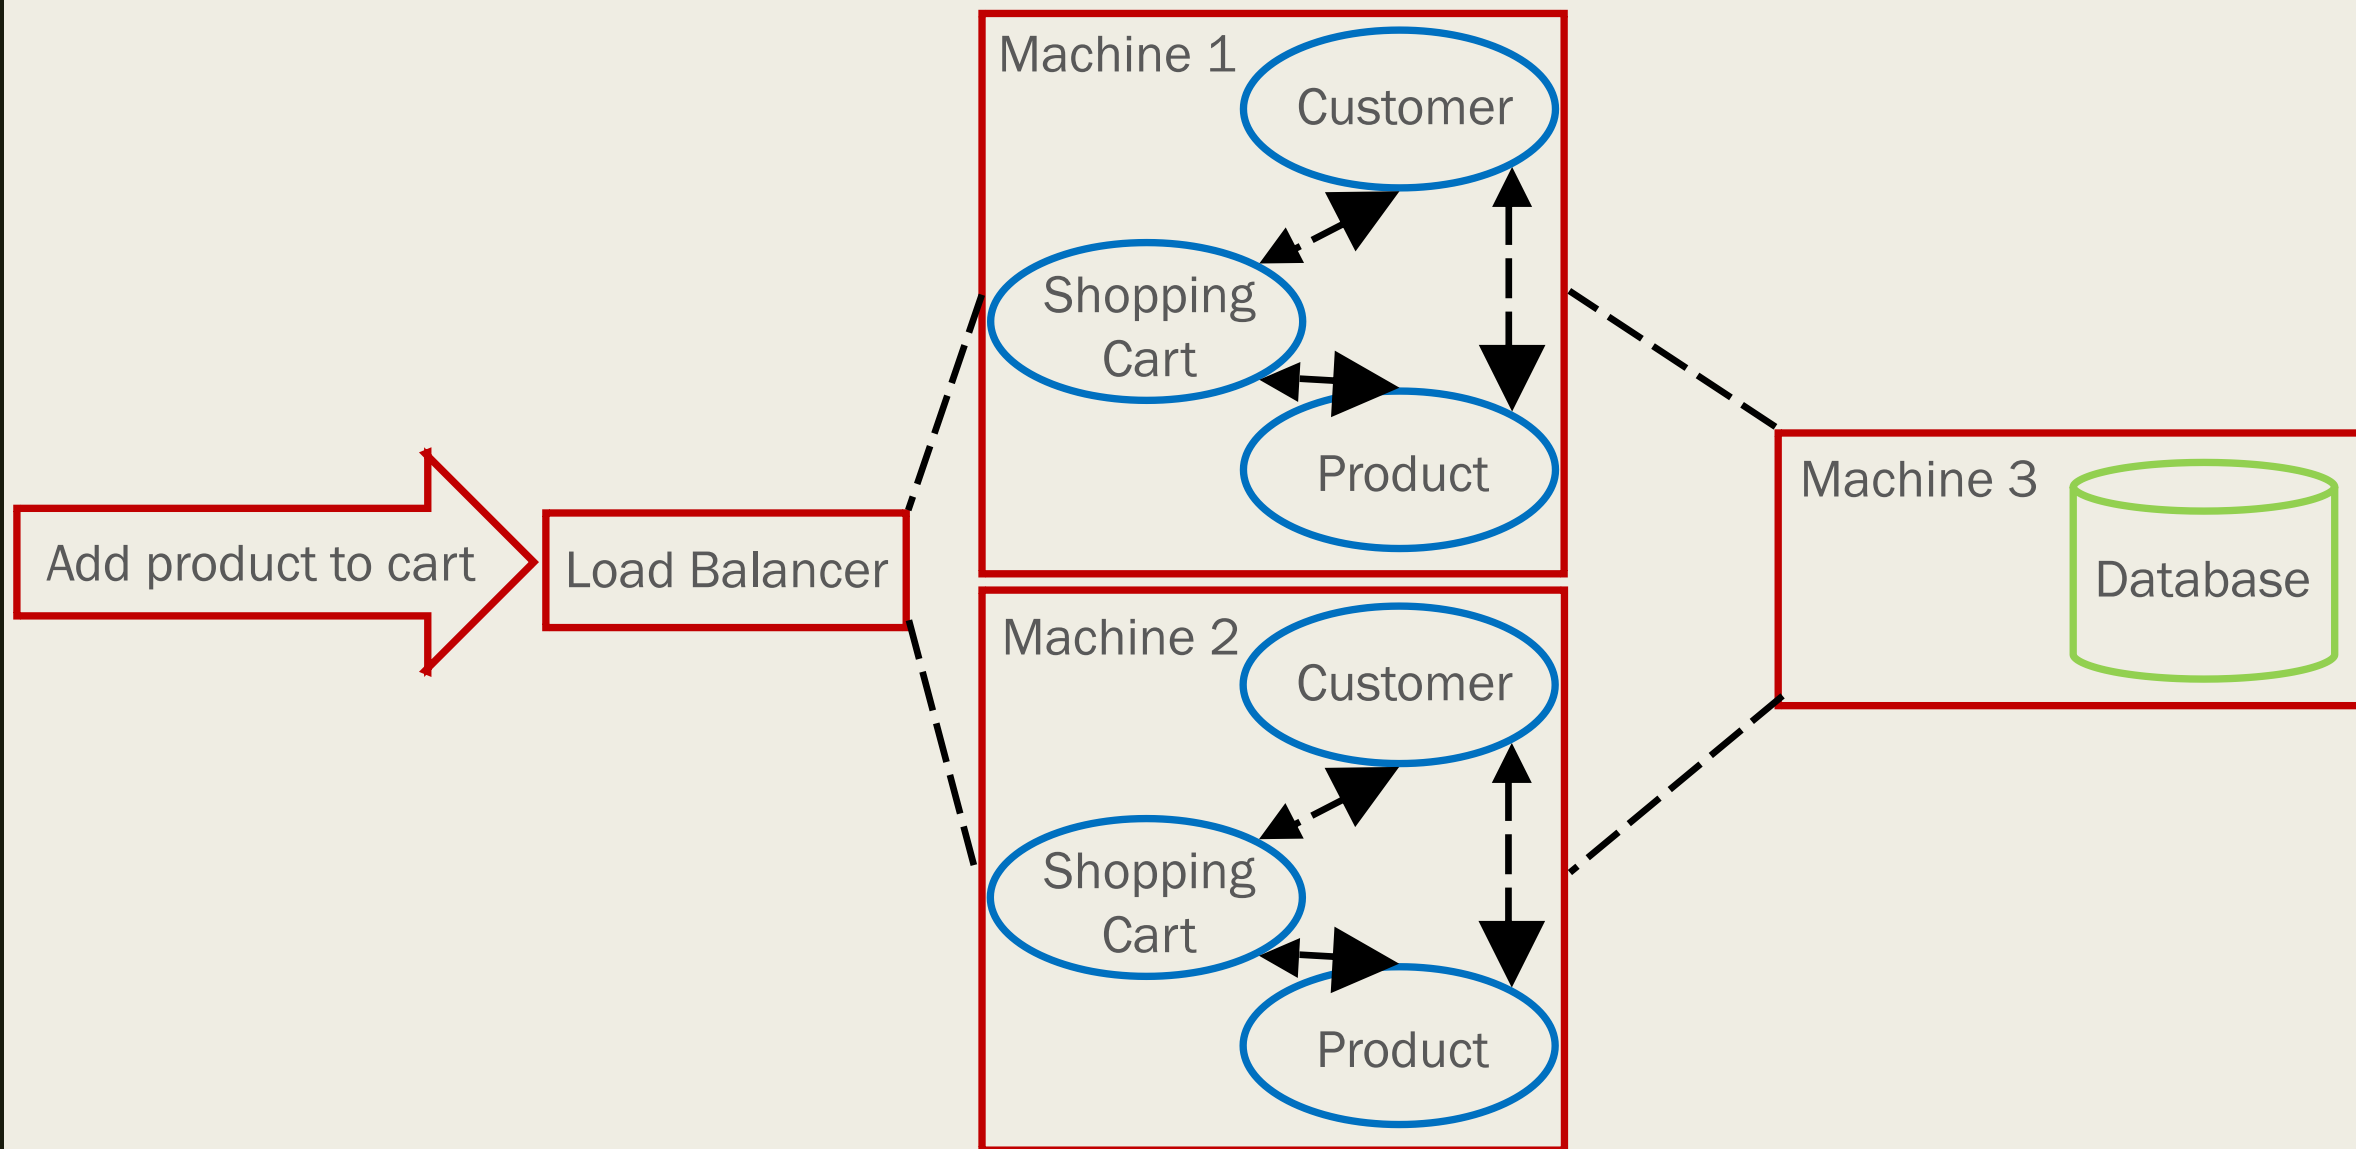 Add product to cart
Load Balancer
Machine 1
Customer
Shopping
Cart
Product
Machine 2
Customer
Shopping
Cart
Product
Machine 3
Database